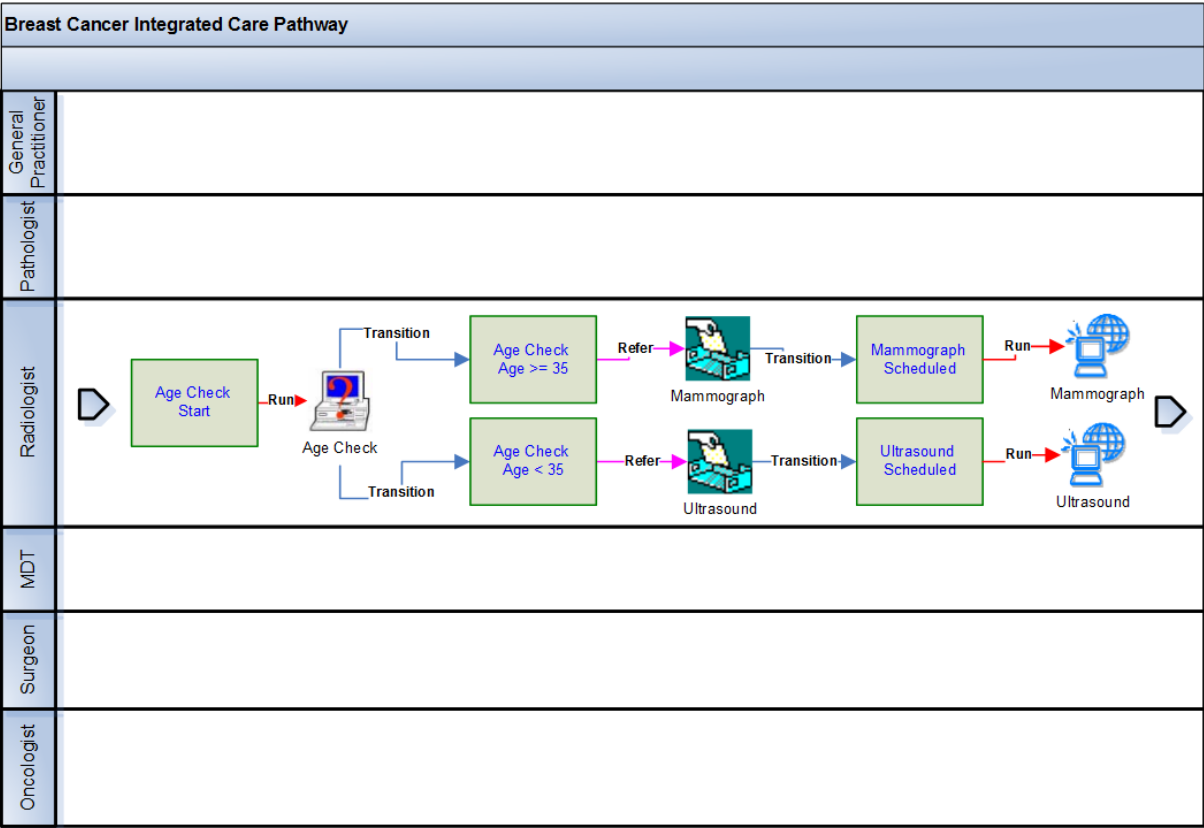 Breast Cancer Integrated Care Pathway
General
Practitioner
Pathologist
Radiologist
Age Check
Start
Run
Age Check
Transition
Age Check
Age >= 35
Refer
Mammograph
Transition
Mammograph
Scheduled
Run
Mammograph
Transition
Age Check
Age < 35
Refer
Ultrasound
Transition
Ultrasound
Scheduled
Run
Ultrasound
MDT
Surgeon
Oncologist